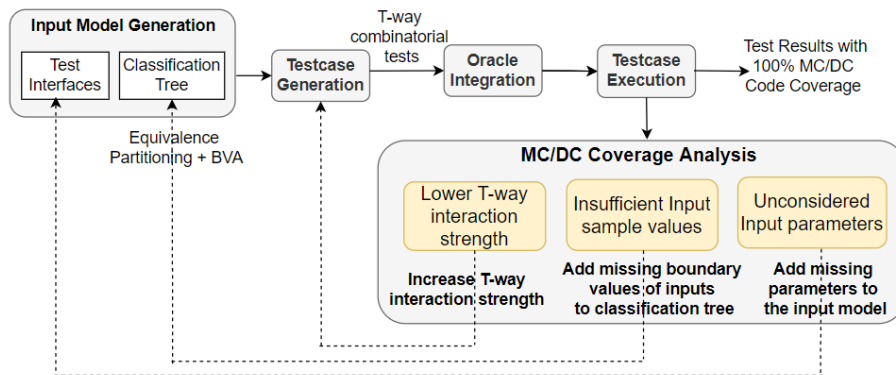 Input Model Generation
Test
Interfaces
Classification
Tree
Equivalence
Partitioning + BVA
Testcase
Generation
T-way
combinatorial
tests
Oracle
Integration
Testcase
Execution
Test Results with
100% MC/DC
Code Coverage
MC/DC Coverage Analysis
Lower T-way
interaction
strength
Insufficient Input
sample values
Unconsidered
Input parameters
Increase T-way
interaction strength
Add missing boundary
values of inputs
to classification tree
Add missing
parameters to
the input model